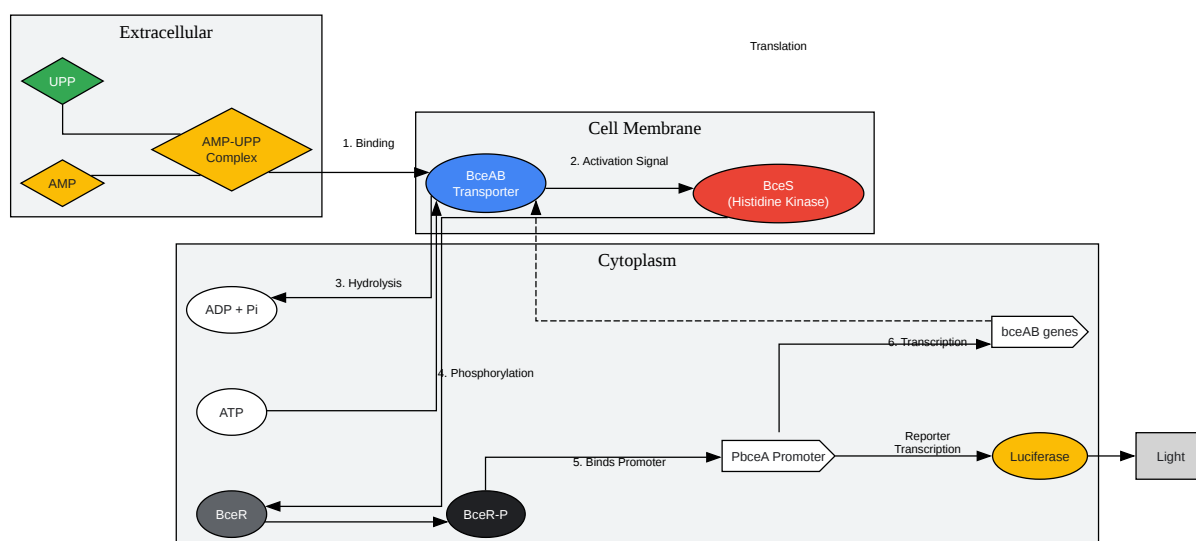 Extracellular
Translation
UPP
AMP-UPP
Complex
AMP
1. Binding
Cell Membrane
BceAB
Transporter
2. Activation Signal
BceS
(Histidine Kinase)
Cytoplasm
3. Hydrolysis
ADP + Pi
bceAB genes
6. Transcription
4. Phosphorylation
ATP
5. Binds Promoter
PbceA Promoter
Reporter
Transcription
Luciferase
Light
BceR
BceR-P